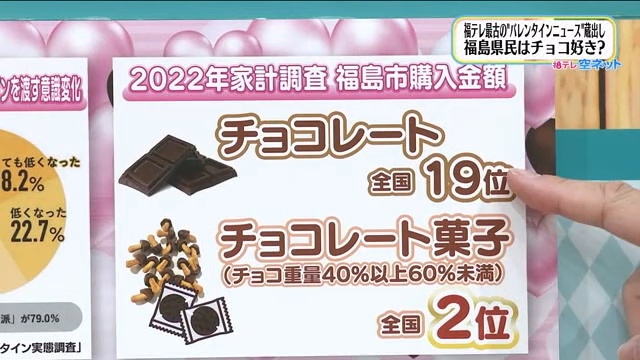 福テレ最古の"バレンタインニュース"蔵出し
福島県民はチョコ好き?
福テレ空ネット
2022年家計調査 福島市購入金額
チョコレート
全国 19位
チョコレート菓子
(チョコ重量40%以上60%未満)
全国 2位
ンを渡す意識変化
ても低くなった
8.2%
低くなった
22.7%
派」が79.0%
タイン実態調査」